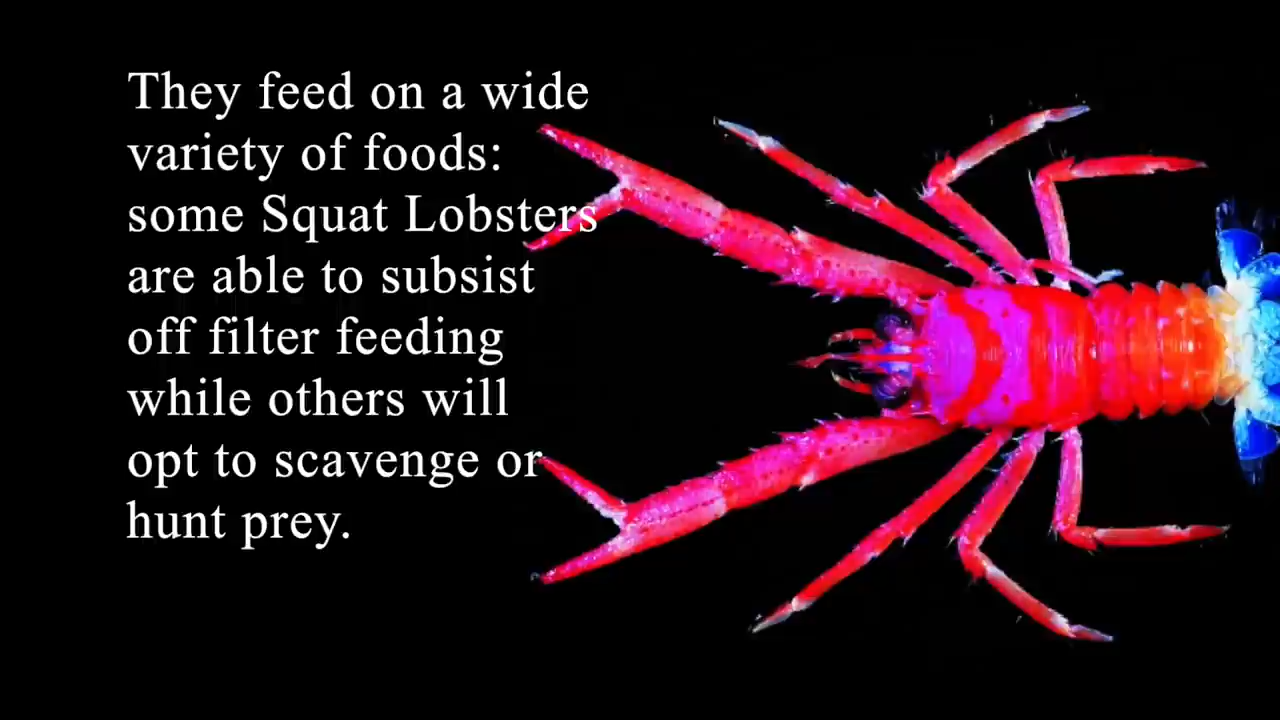 They feed on a wide
variety of foods:
some Squat Lobsters
are able to subsist
off filter feeding
while others will
opt to scavenge or
hunt prey.